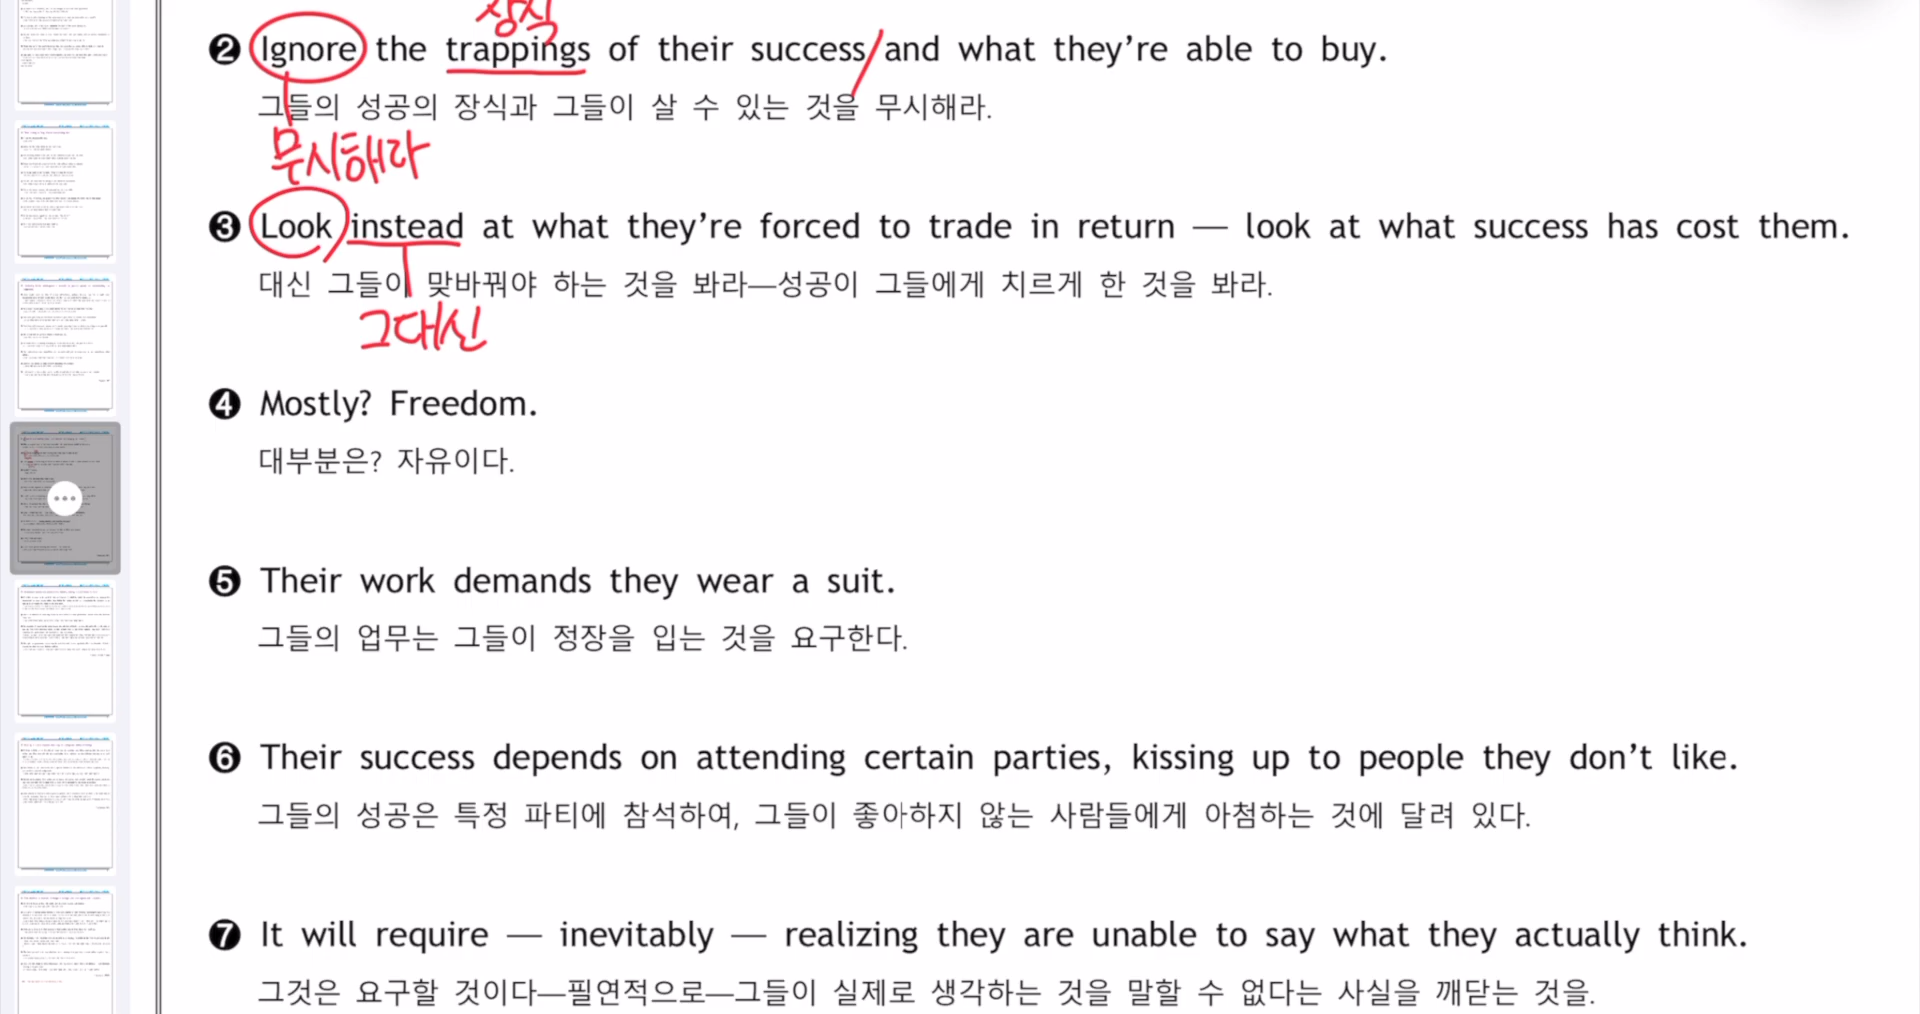 장식
❷ Ignore the trappings of their success/and what they're able to buy.
그들의 성공의 장식과 그들이 살 수 있는 것을 무시해라.
무시해라
❸ Look/instead at what they're forced to trade in return — look at what success has cost them.
대신 그들이 맞바꿔야 하는 것을 봐라—성공이 그들에게 치르게 한 것을 봐라.
그대신
❹ Mostly? Freedom.
대부분은? 자유이다.
❺ Their work demands they wear a suit.
그들의 업무는 그들이 정장을 입는 것을 요구한다.
❻ Their success depends on attending certain parties, kissing up to people they don't like.
그들의 성공은 특정 파티에 참석하여, 그들이 좋아하지 않는 사람들에게 아첨하는 것에 달려 있다.
❼ It will require — inevitably — realizing they are unable to say what they actually think.
그것은 요구할 것이다—필연적으로—그들이 실제로 생각하는 것을 말할 수 없다는 사실을 깨닫는 것을.